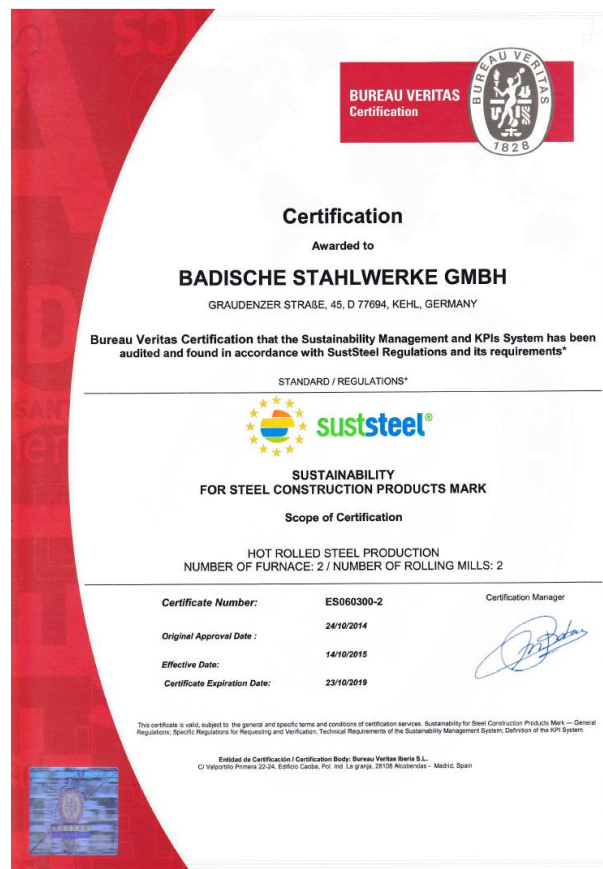 BUREAU VERITAS
Certification
BUREAU VERITAS
1828
Certification
Awarded to
BADISCHE STAHLWERKE GMBH
GRAUDENZER STRAßE, 45, D 77694, KEHL, GERMANY
Bureau Veritas Certification that the Sustainability Management and KPIs System has been
audited and found in accordance with SustSteel Regulations and its requirements*
STANDARD / REGULATIONS*
suststeel®
SUSTAINABILITY
FOR STEEL CONSTRUCTION PRODUCTS MARK
Scope of Certification
HOT ROLLED STEEL PRODUCTION
NUMBER OF FURNACE: 2 / NUMBER OF ROLLING MILLS: 2
Certificate Number: ES060300-2
Certification Manager
24/10/2014
Original Approval Date :
14/10/2015
Effective Date:
Certificate Expiration Date: 23/10/2019
This certificate is valid, subject to the general and specific terms and conditions of certification services. Sustainability for Steel Construction Products Mark — General
Regulations; Specific Regulations for Requesting and Verification; Technical Requirements of the Sustainability Management System; Definition of the KPI System.
Entidad de Certificación / Certification Body: Bureau Veritas Iberia S.L.
C/ Valportillo Primera 22-24, Edificio Caoba, Pol. Ind. La granja, 28108 Alcobendas - Madrid, Spain